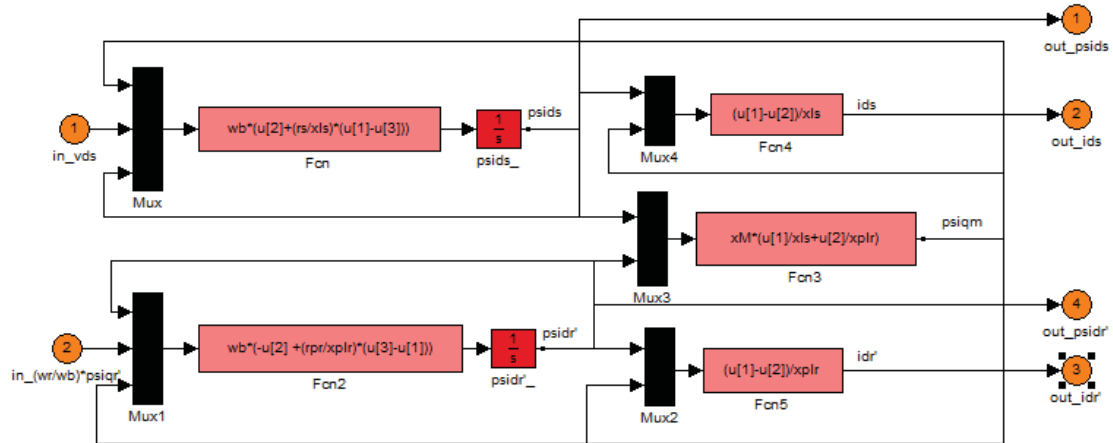 1
out_psids
1
in_vds
Mux
wb*(u[2]+(rs/xls)*(u[1]-u[3]))
Fcn
1
s
psids_
psids
Mux4
(u[1]-u[2])/xls
Fcn4
ids
2
out_ids
Mux3
xM*(u[1]/xls+u[2]/xplr)
Fcn3
psiqm
2
in_(wr/wb)*psiqr'
Mux1
wb*(-u[2] +(rpr/xplr)*(u[3]-u[1]))
Fcn2
1
s
psidr'_
psidr'
4
out_psidr'
Mux2
(u[1]-u[2])/xplr
Fcn5
idr'
3
out_idr'